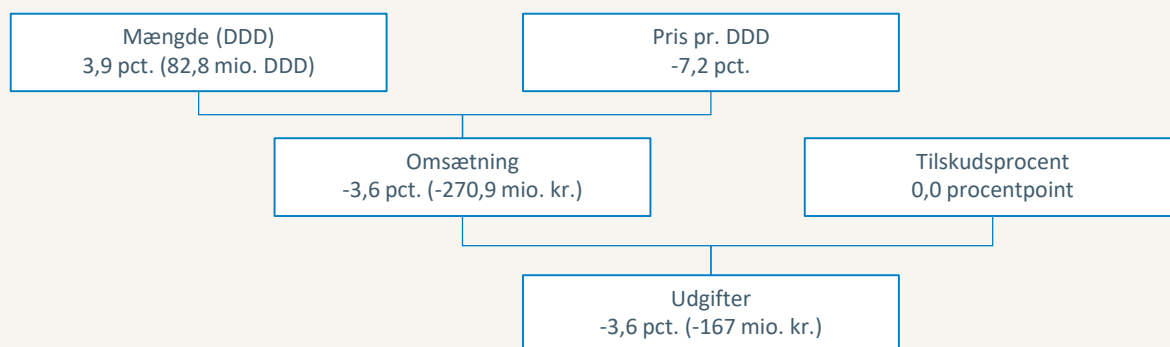 Mængde (DDD)
3,9 pct. (82,8 mio. DDD)
Pris pr. DDD
-7,2 pct.
Omsætning
-3,6 pct. (-270,9 mio. kr.)
Tilskudsprocent
0,0 procentpoint
Udgifter
-3,6 pct. (-167 mio. kr.)